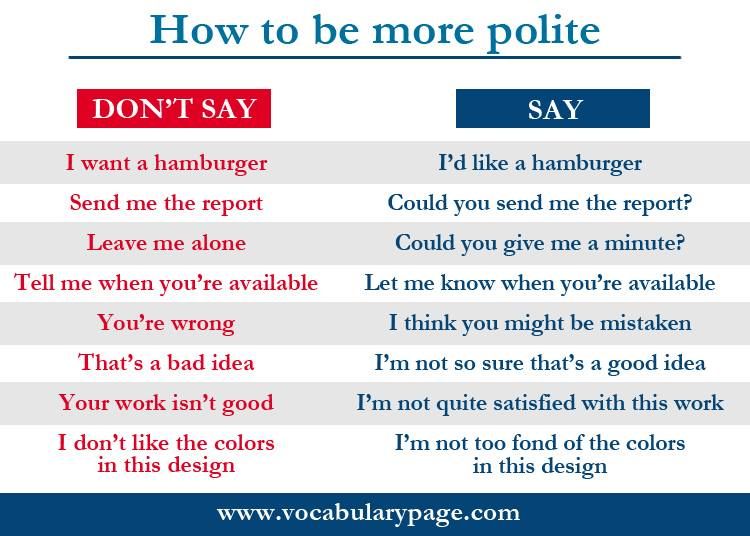 How to be more polite
DON'T SAY
SAY
I want a hamburger
I'd like a hamburger
Send me the report
Could you send me the report?
Leave me alone
Could you give me a minute?
Tell me when you're available
Let me know when you're available
You're wrong
I think you might be mistaken
That's a bad idea
I'm not so sure that's a good idea
Your work isn't good
I'm not quite satisfied with this work
I don't like the colors
in this design
I'm not too fond of the colors
in this design
www.vocabularypage.com